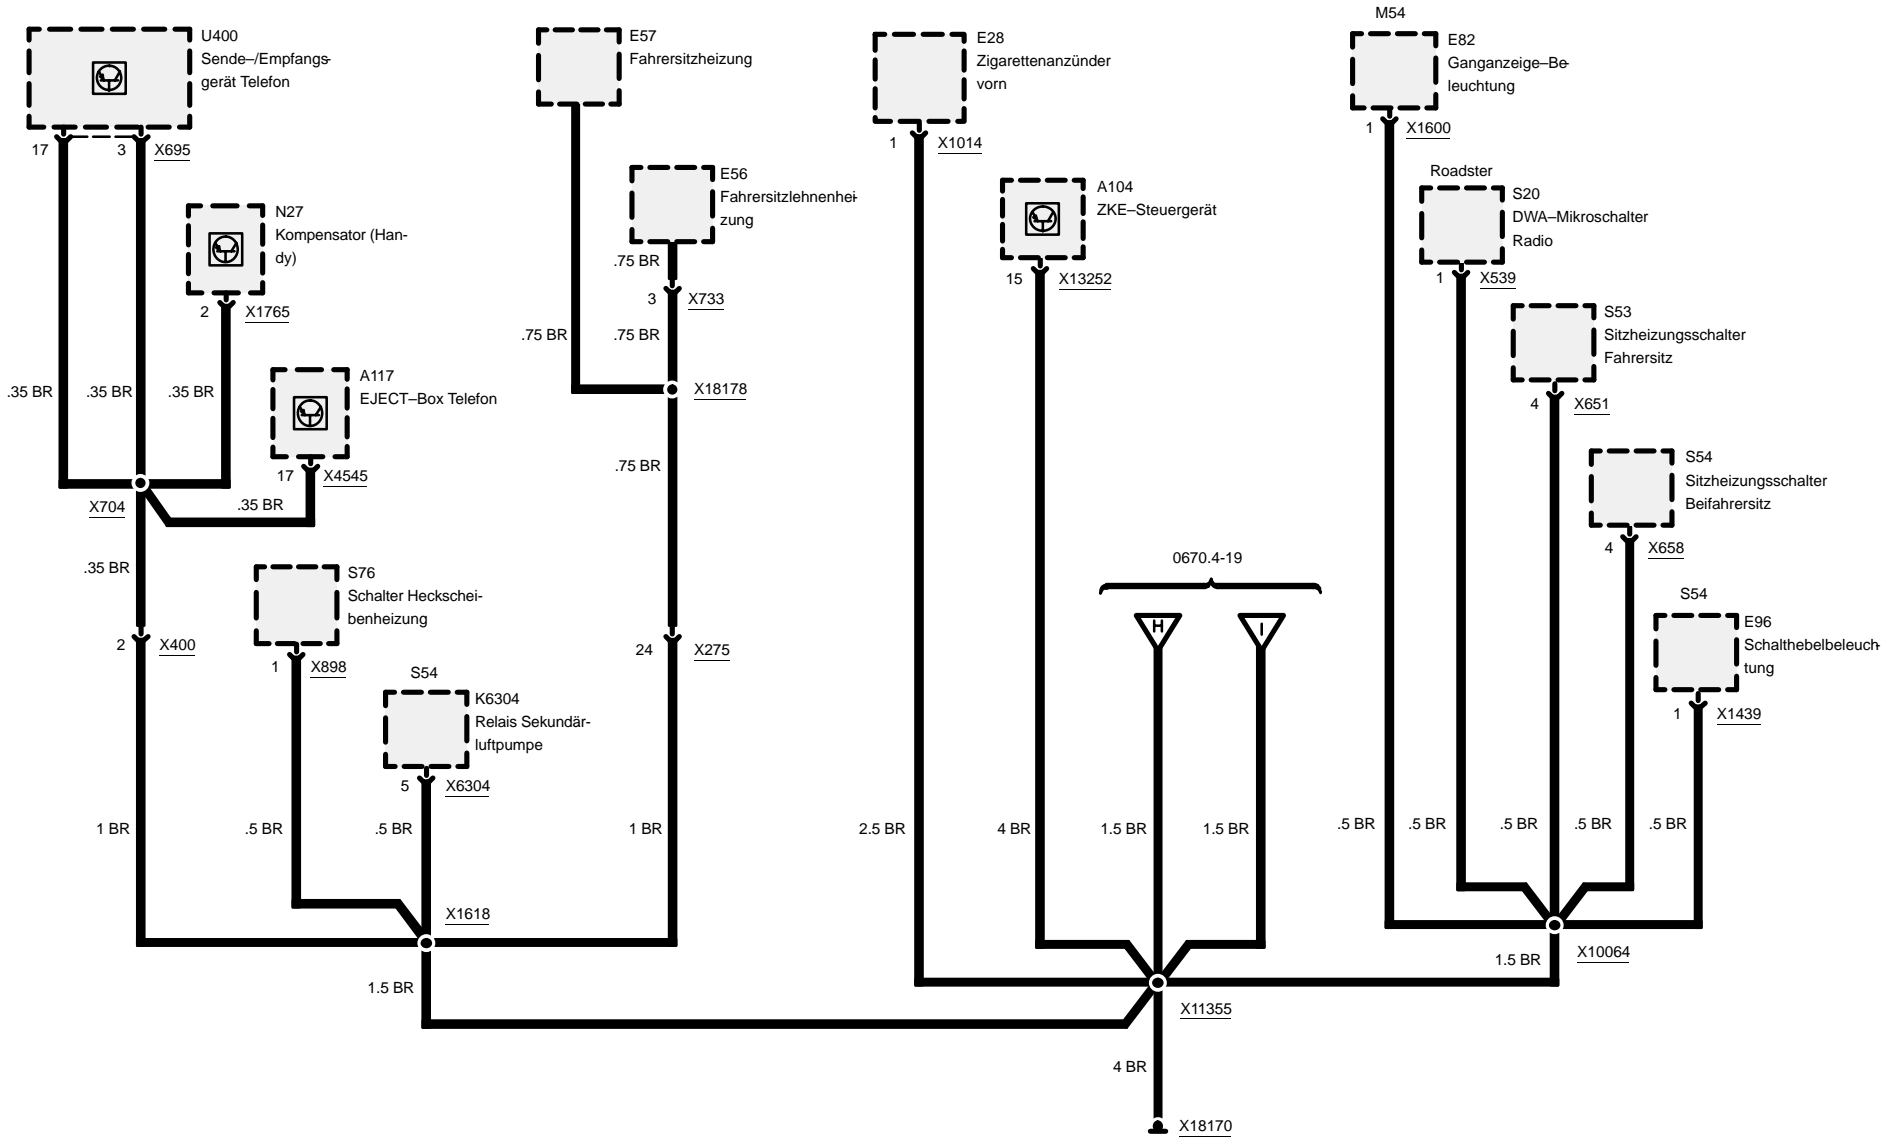 U400
Sende–/Empfangs-
gerät Telefon
17
3
X695
N27
Kompensator (Han-
dy)
2
X1765
.35 BR
.35 BR
.35 BR
A117
EJECT–Box Telefon
17
X4545
X704
.35 BR
.35 BR
2
X400
S76
Schalter Heckschei-
benheizung
1
X898
S54
K6304
Relais Sekundär-
luftpumpe
5
X6304
1 BR
.5 BR
.5 BR
1 BR
X1618
1.5 BR
E57
Fahrersitzheizung
E56
Fahrersitzlehnenhei-
zung
.75 BR
3
X733
.75 BR
.75 BR
X18178
.75 BR
24
X275
E28
Zigarettenanzünder
vorn
1
X1014
A104
ZKE–Steuergerät
15
X13252
0670.4-19
H
I
2.5 BR
4 BR
1.5 BR
1.5 BR
M54
E82
Ganganzeige–Be-
leuchtung
1
X1600
Roadster
S20
DWA–Mikroschalter
Radio
1
X539
S53
Sitzheizungsschalter
Fahrersitz
4
X651
S54
Sitzheizungsschalter
Beifahrersitz
4
X658
S54
E96
Schalthebelbeleuch-
tung
1
X1439
.5 BR
.5 BR
.5 BR
.5 BR
.5 BR
X10064
1.5 BR
X11355
4 BR
X18170